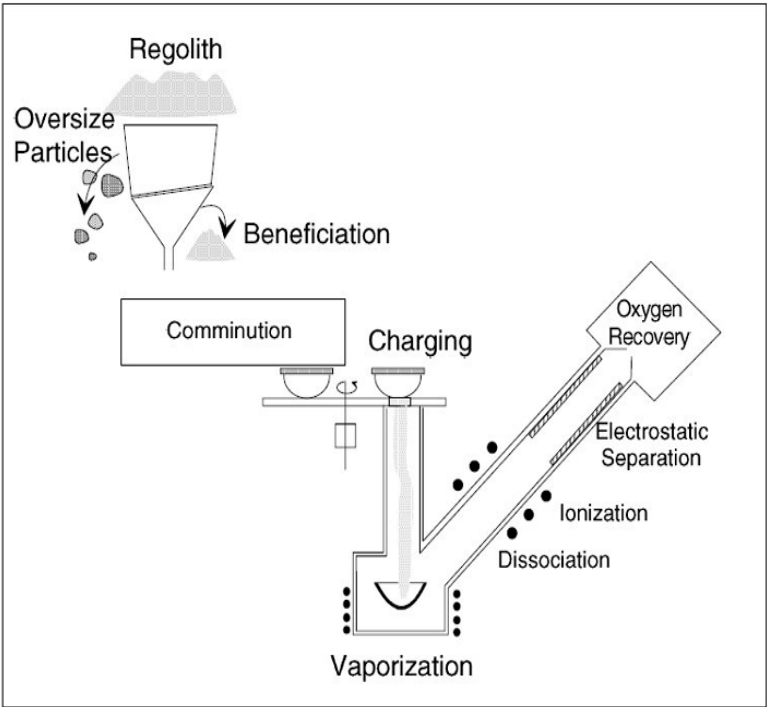 Regolith
Oversize
Particles
Beneficiation
Comminution
Charging
Oxygen
Recovery
Electrostatic
Separation
Ionization
Dissociation
Vaporization